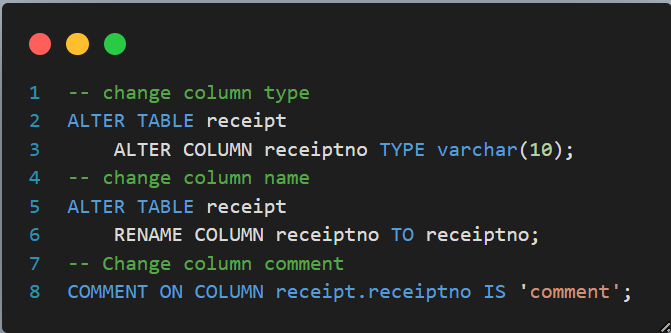 1 -- change column type
2 ALTER TABLE receipt
3     ALTER COLUMN receiptno TYPE varchar(10);
4 -- change column name
5 ALTER TABLE receipt
6     RENAME COLUMN receiptno TO receiptno;
7 -- Change column comment
8 COMMENT ON COLUMN receipt.receiptno IS 'comment';